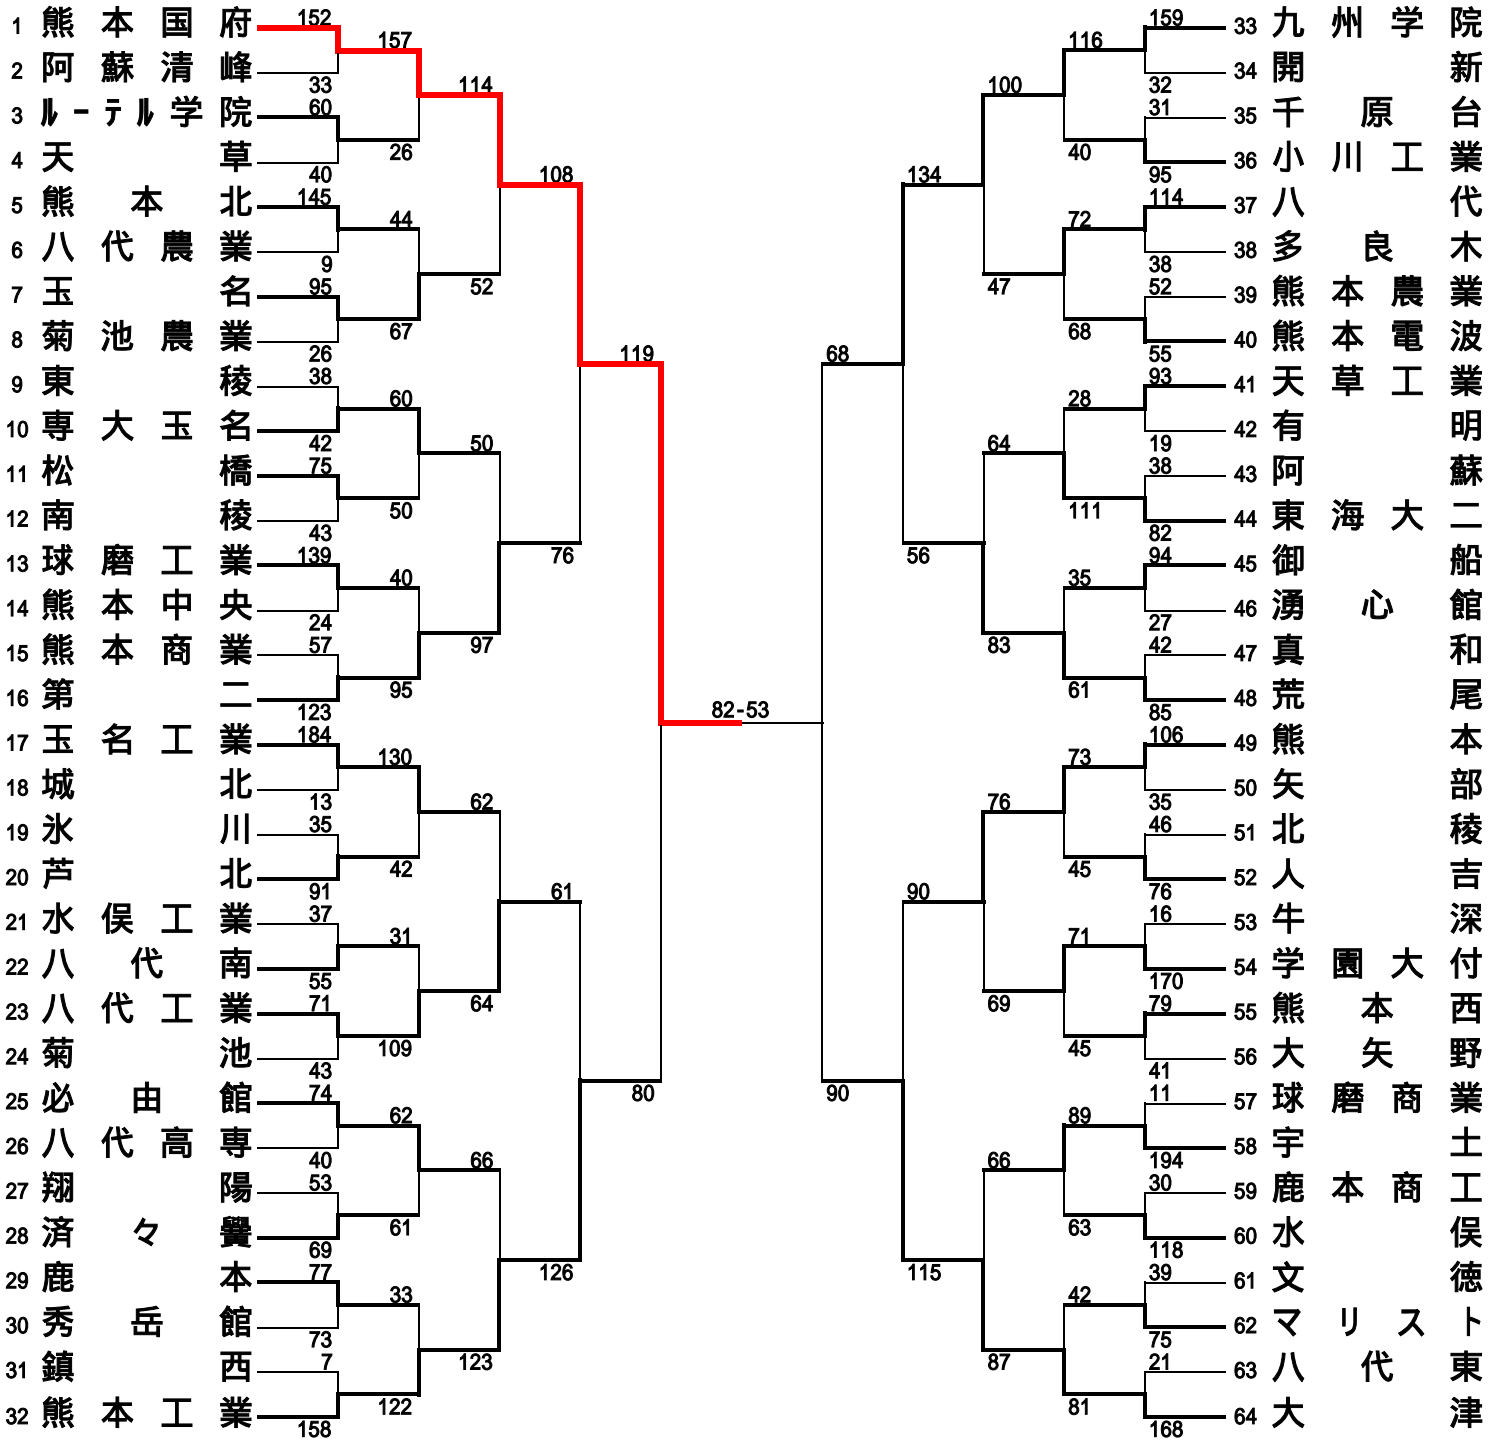 1 熊本国府 152
2 阿蘇清峰 33
3 ﾙｰﾃﾙ学院 60
4 天草 40
5 熊本北 145
6 八代農業 9
7 玉名 95
8 菊池農業 26
9 東稜 38
10 専大玉名 42
11 松橋 75
12 南稜 43
13 球磨工業 139
14 熊本中央 24
15 熊本商業 57
16 第二 123
17 玉名工業 184
18 城北 13
19 氷川 35
20 芦北 91
21 水俣工業 37
22 八代南 55
23 八代工業 71
24 菊池 43
25 必由館 74
26 八代高専 40
27 翔陽 53
28 済々黌 69
29 鹿本 77
30 秀岳館 73
31 鎮西 7
32 熊本工業 158
157
26
44
67
60
50
40
95
130
42
31
109
62
61
33
122
114
52
50
97
62
64
66
123
108
76
61
126
119
80
82-53
68
90
134
56
90
115
100
47
64
83
76
69
66
87
116
40
72
68
28
111
35
61
73
45
71
45
89
63
42
81
159 33 九州学院
32 34 開新
31 35 千原台
95 36 小川工業
114 37 八代
38 38 多良木
52 39 熊本農業
55 40 熊本電波
93 41 天草工業
19 42 有明
38 43 阿蘇
82 44 東海大二
94 45 御船
27 46 湧心館
42 47 真和
85 48 荒尾
106 49 熊本
35 50 矢部
46 51 北稜
76 52 人吉
16 53 牛深
170 54 学園大付
79 55 熊本西
41 56 大矢野
11 57 球磨商業
194 58 宇土
30 59 鹿本商工
118 60 水俣
39 61 文徳
75 62 マリスト
21 63 八代東
168 64 大津